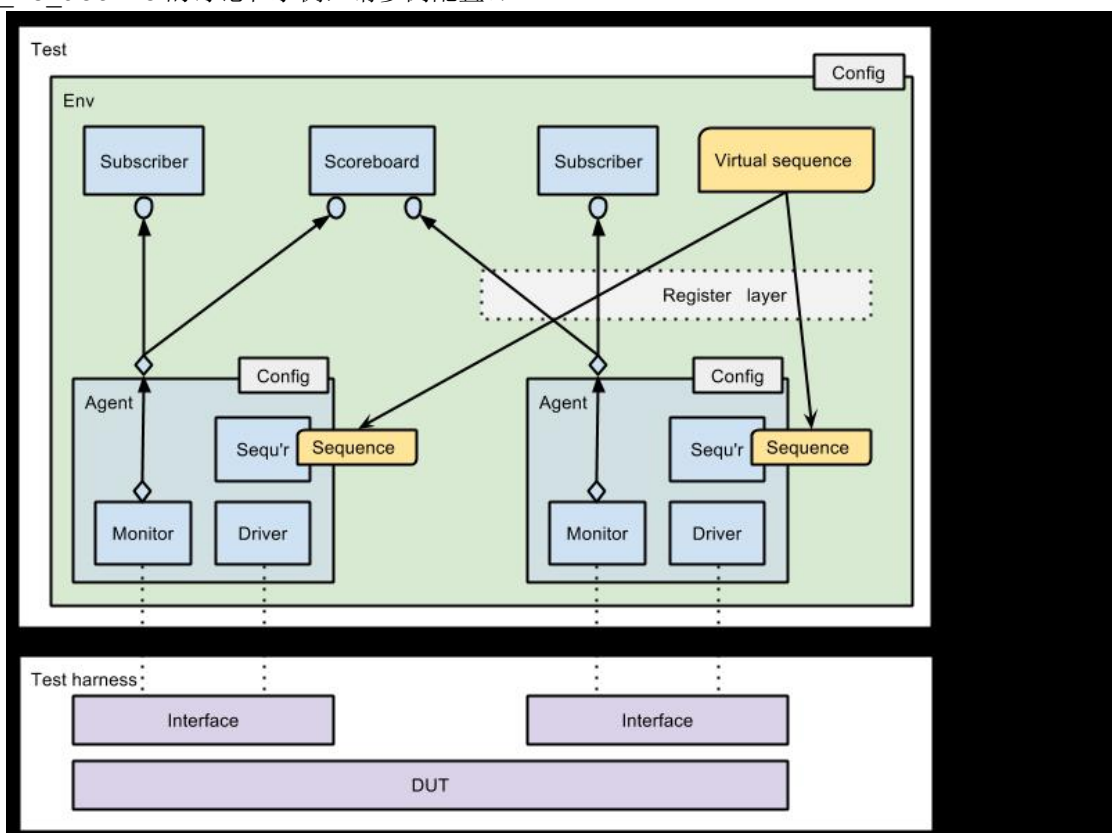 Test
Config
Env
Subscriber
Scoreboard
Subscriber
Virtual sequence
Register layer
Config
Config
Agent
Agent
Sequ'r
Sequence
Sequ'r
Sequence
Monitor
Driver
Monitor
Driver
Test harness
Interface
Interface
DUT